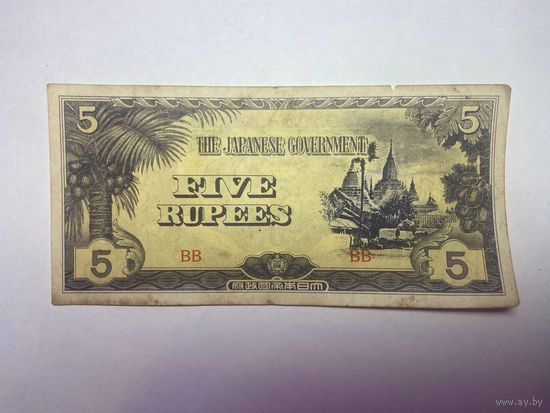 5 5
THE JAPANESE GOVERNMENT
FIVE
RUPEES
BB BB
5 5
府政國帝本日大
www.ay.by